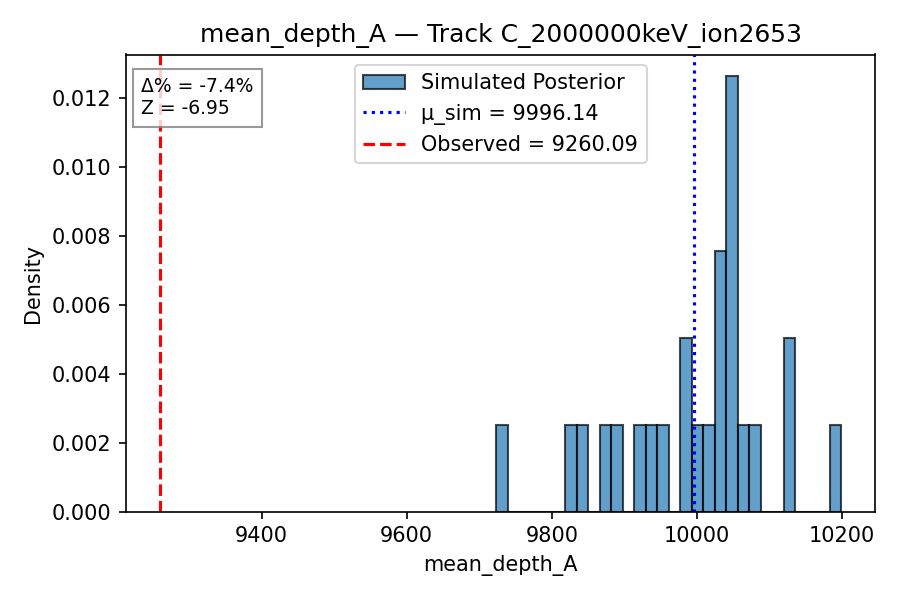 mean_depth_A — Track C_2000000keV_ion2653
Δ% = -7.4%
Z = -6.95
Simulated Posterior
μ_sim = 9996.14
Observed = 9260.09
Density
0.012
0.010
0.008
0.006
0.004
0.002
0.000
9400
9600
9800
10000
10200
mean_depth_A